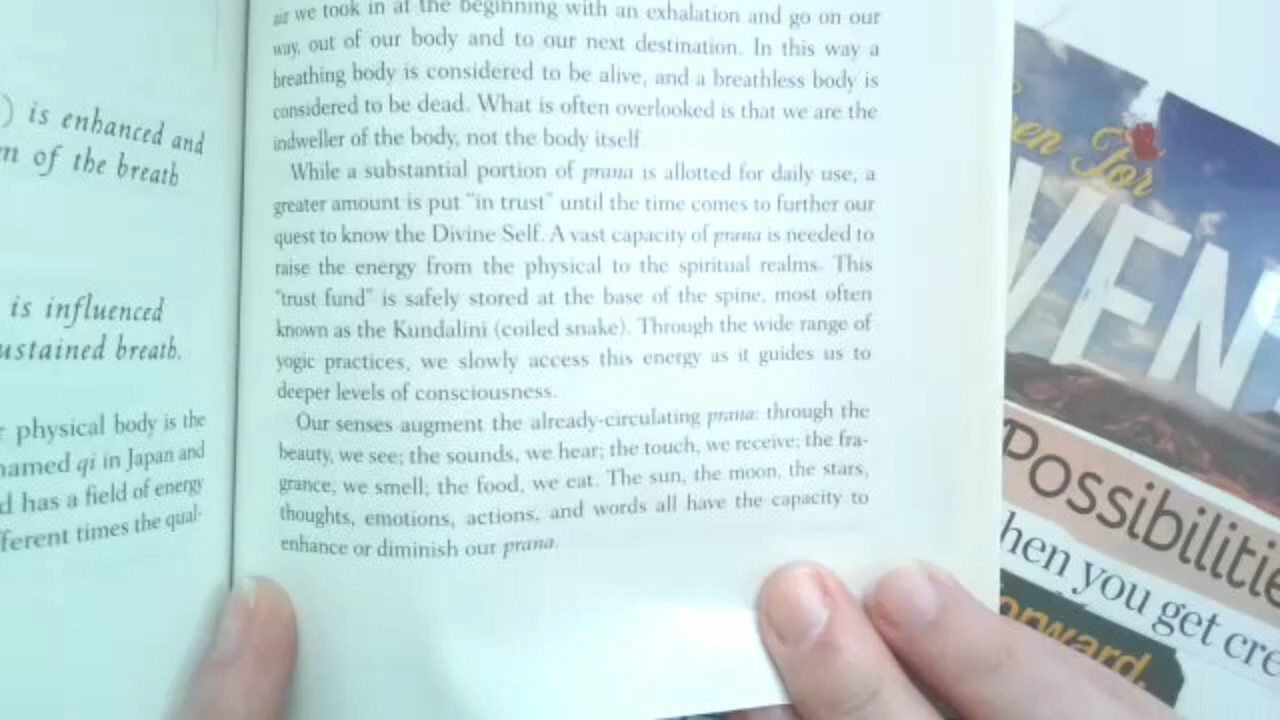 ) is enhanced and
n of the breath
is influenced
ustained breath.
r physical body is the
named qi in Japan and
d has a field of energy
fferent times the qual-
air we took in at the beginning with an exhalation and go on our
way, out of our body and to our next destination. In this way a
breathing body is considered to be alive, and a breathless body is
considered to be dead. What is often overlooked is that we are the
indweller of the body, not the body itself.
While a substantial portion of prana is allotted for daily use, a
greater amount is put "in trust" until the time comes to further our
quest to know the Divine Self. A vast capacity of prana is needed to
raise the energy from the physical to the spiritual realms. This
"trust fund" is safely stored at the base of the spine, most often
known as the Kundalini (coiled snake). Through the wide range of
yogic practices, we slowly access this energy as it guides us to
deeper levels of consciousness.
Our senses augment the already-circulating prana: through the
beauty, we see; the sounds, we hear; the touch, we receive; the fra-
grance, we smell; the food, we eat. The sun, the moon, the stars,
thoughts, emotions, actions, and words all have the capacity to
enhance or diminish our prana.
en For
VEN
Possibilitie
hen you get cre
orward.